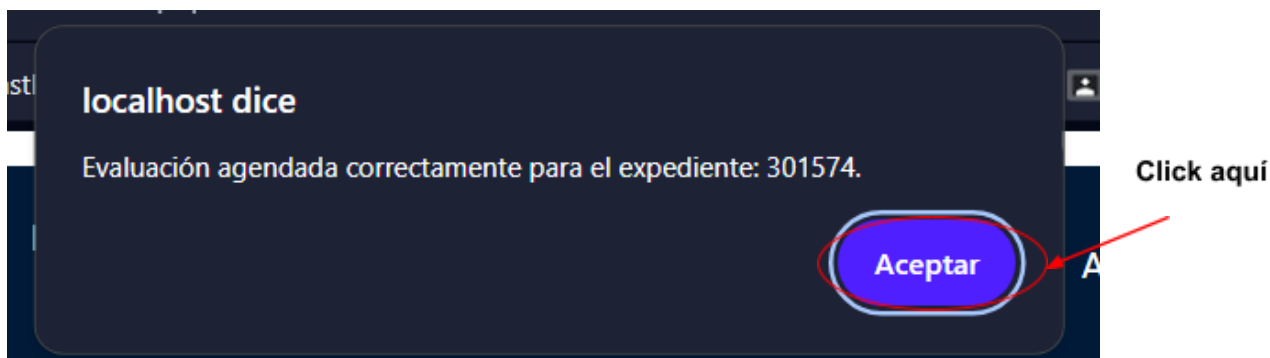 localhost dice
Evaluación agendada correctamente para el expediente: 301574.
Click aquí
Aceptar